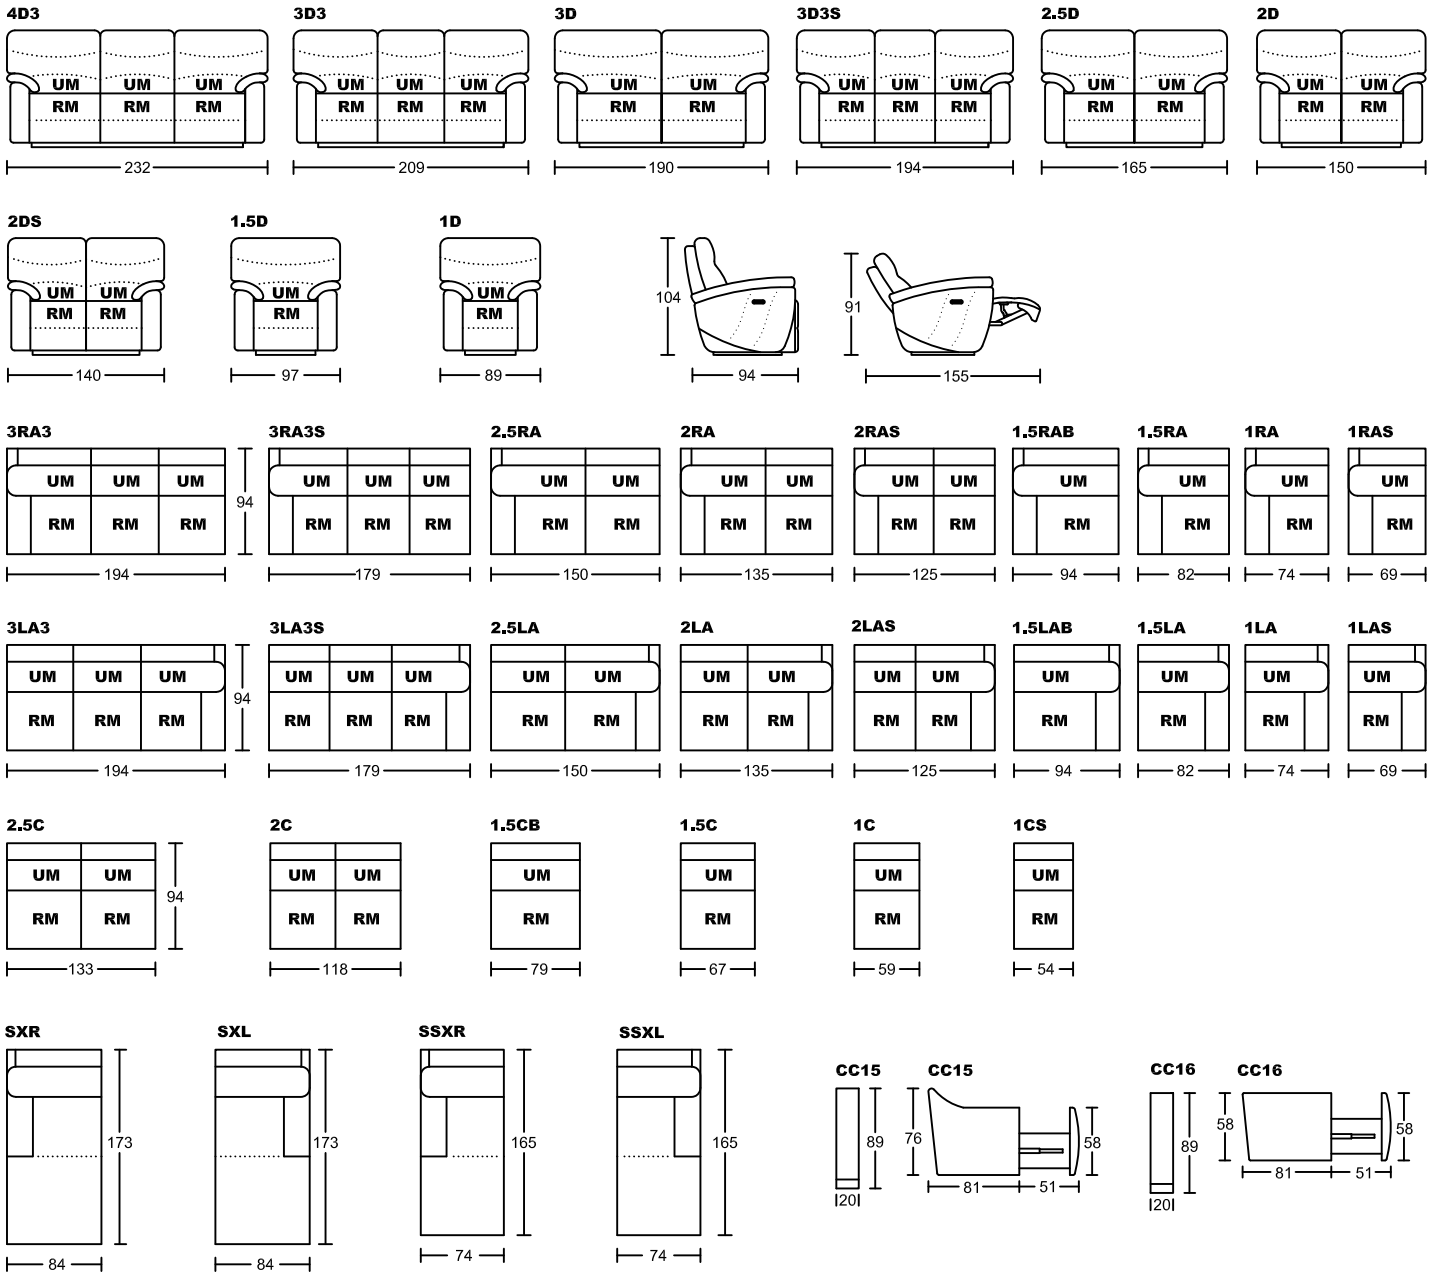 4D3 3D3 3D 3D3S 2.5D 2D
UM UM UM UM UM UM UM UM UM UM UM UM UM UM UM
RM RM RM RM RM RM RM RM RM RM RM RM RM RM RM
232 209 190 194 165 150
2DS 1.5D 1D
UM UM UM UM
RM RM RM RM
104 91
140 97 89 94 155
3RA3 3RA3S 2.5RA 2RA 2RAS 1.5RAB 1.5RA 1RA 1RAS
UM UM UM UM UM UM UM UM UM UM UM UM UM UM UM UM
94
RM RM RM RM RM RM RM RM RM RM RM RM RM RM RM RM
194 179 150 135 125 94 82 74 69
3LA3 3LA3S 2.5LA 2LA 2LAS 1.5LAB 1.5LA 1LA 1LAS
UM UM UM UM UM UM UM UM UM UM UM UM UM UM UM UM
94
RM RM RM RM RM RM RM RM RM RM RM RM RM RM RM RM
194 179 150 135 125 94 82 74 69
2.5C 2C 1.5CB 1.5C 1C 1CS
UM UM UM UM UM UM UM UM
94
RM RM RM RM RM RM RM RM
133 118 79 67 59 54
SXR SXL SSXR SSXL
173 173 165 165
84 84 74 74
CC15 CC15 CC16 CC16
89 76 58 89 58 58
20 81 51 20 81 51